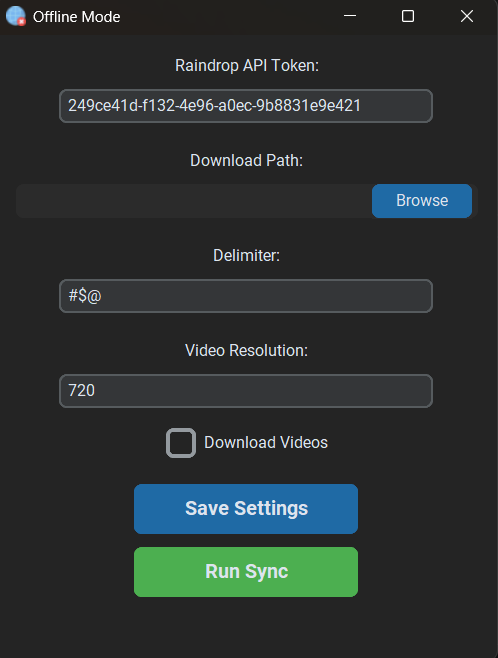 Offline Mode
Raindrop API Token:
249ce41d-f132-4e96-a0ec-9b8831e9e421
Download Path:
Browse
Delimiter:
#$@
Video Resolution:
720
Download Videos
Save Settings
Run Sync